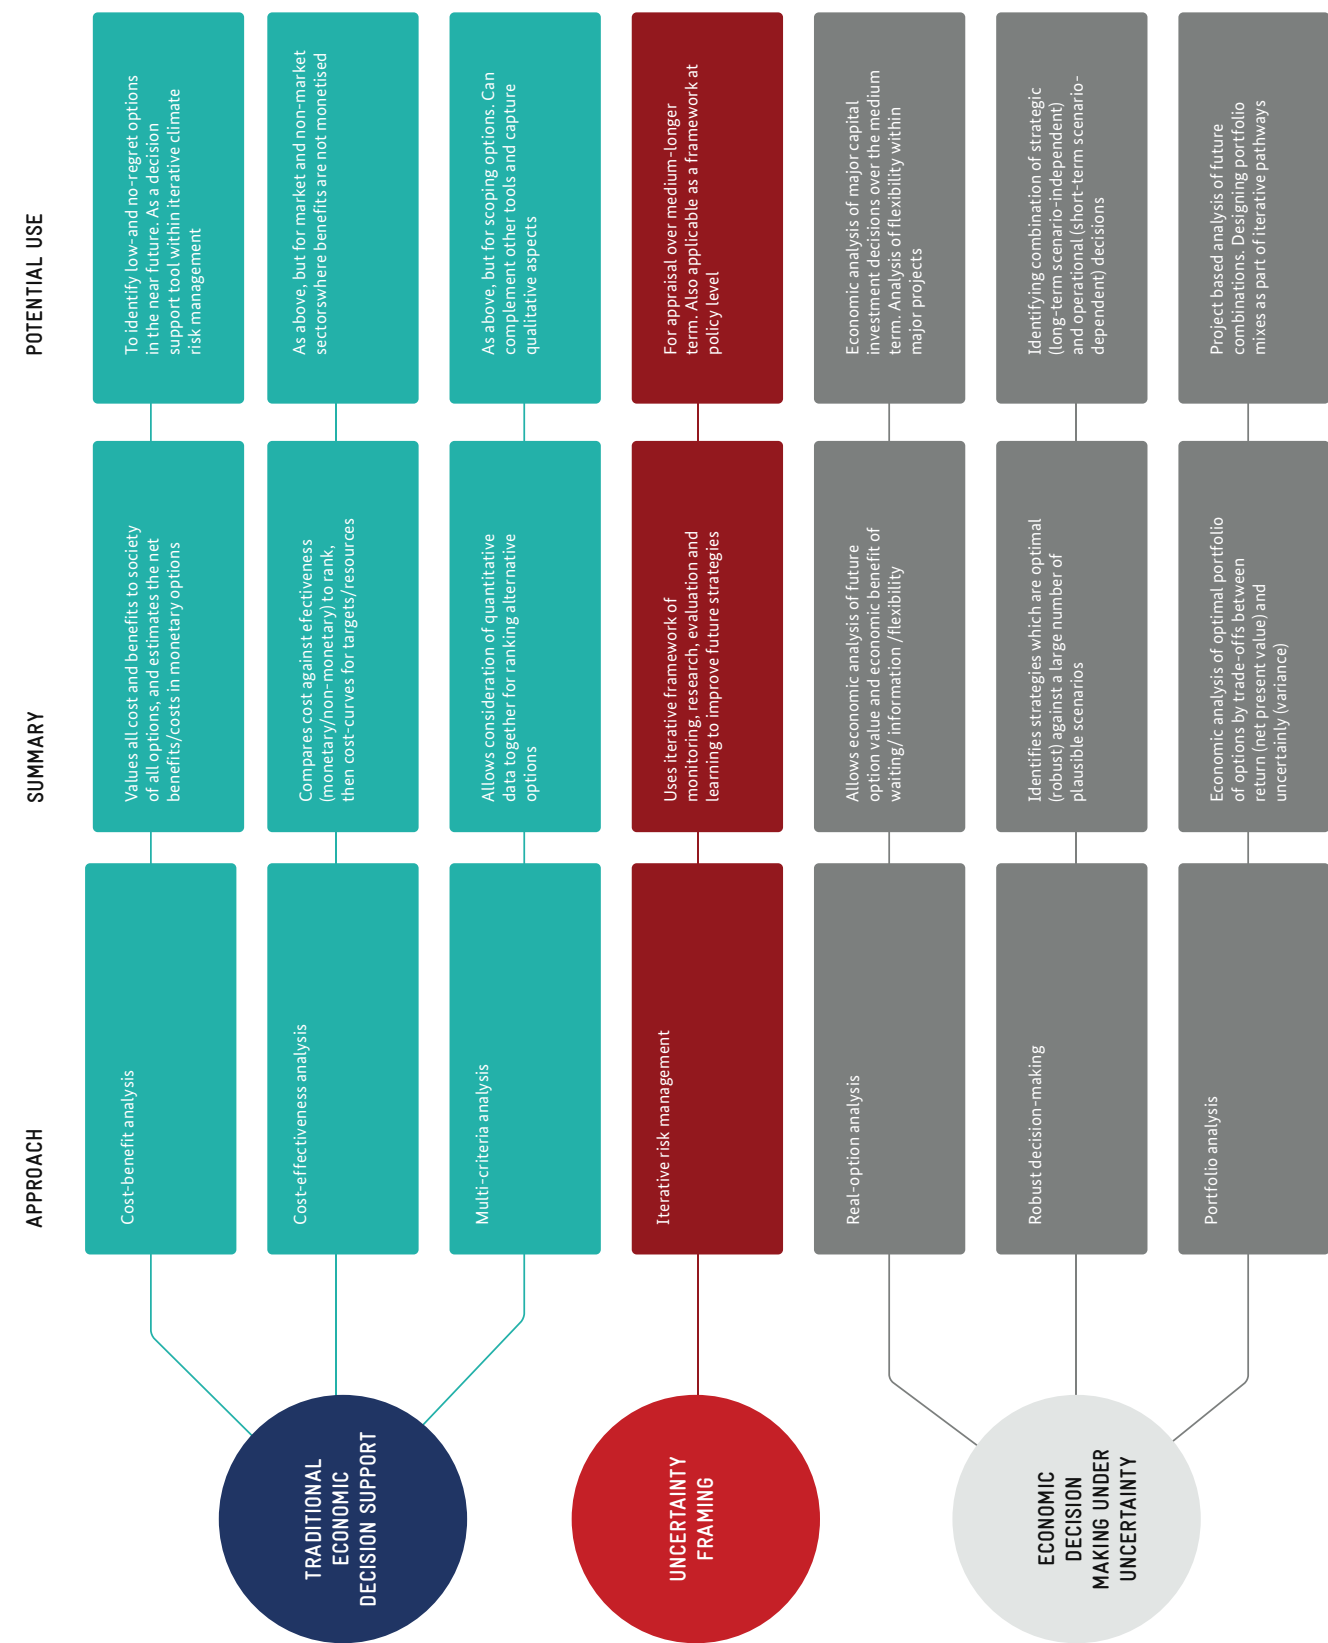 APPROACH
SUMMARY
POTENTIAL USE
TRADITIONAL
ECONOMIC
DECISION SUPPORT
Cost-benefit analysis
Values all cost and benefits to society
of all options, and estimates the net
benefits/costs in monetary options
To identify low-and no-regret options
in the near future. As a decision
support tool within iterative climate
risk management
Cost-effectiveness analysis
Compares cost against efectiveness
(monetary/non-monetary) to rank,
then cost-curves for targets/resources
As above, but for market and non-market
sectorswhere benefits are not monetised
Multi-criteria analysis
Allows consideration of quantitative
data together for ranking alternative
options
As above, but for scoping options. Can
complement other tools and capture
qualitative aspects
UNCERTAINTY
FRAMING
Iterative risk management
Uses iterative framework of
monitoring, research, evaluation and
learning to improve future strategies
For appraisal over medium-longer
term. Also applicable as a framework at
policy level
ECONOMIC
DECISION
MAKING UNDER
UNCERTAINTY
Real-option analysis
Allows economic analysis of future
option value and economic benefit of
waiting/ information /flexibility
Economic analysis of major capital
investment decisions over the medium
term. Analysis of flexibility within
major projects
Robust decision-making
Identifies strategies which are optimal
(robust) against a large number of
plausible scenarios
Identifying combination of strategic
(long-term scenario-independent)
and operational (short-term scenario-
dependent) decisions
Portfolio analysis
Economic analysis of optimal portfolio
of options by trade-offs between
return (net present value) and
uncertainly (variance)
Project based analysis of future
combinations. Designing portfolio
mixes as part of iterative pathways